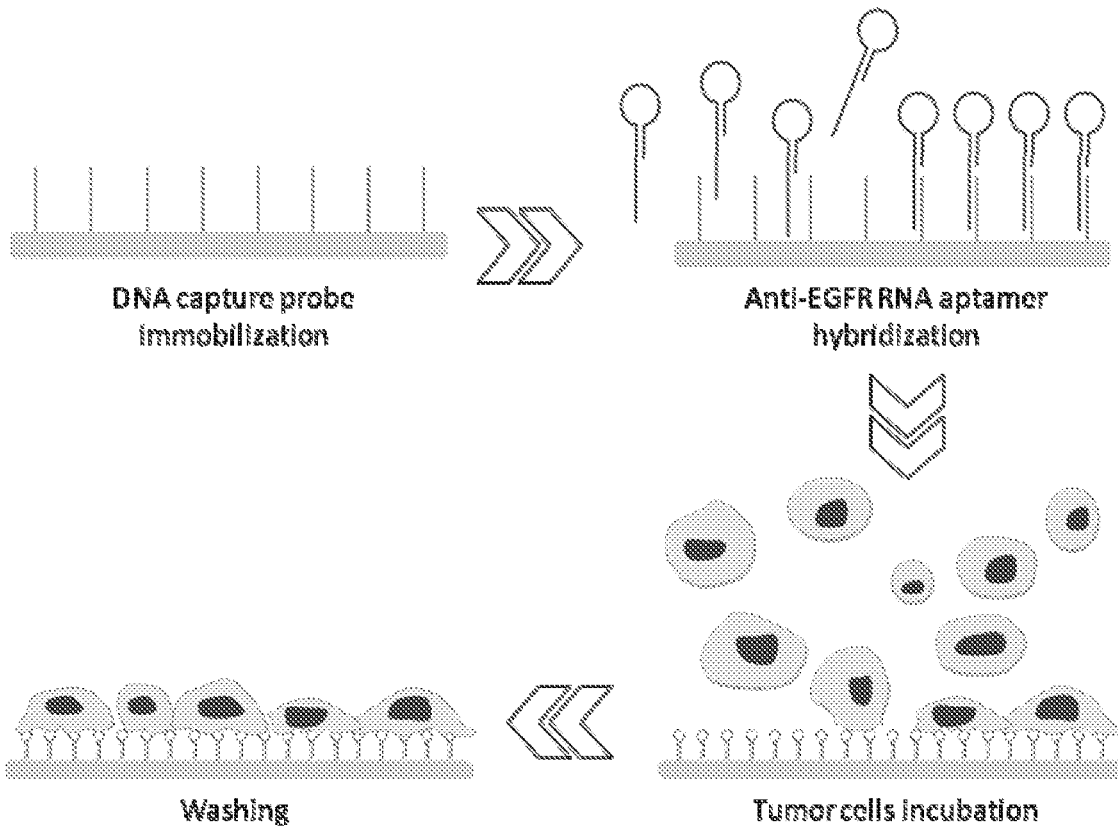 DNA capture probe
immobilization
Anti-EGFR RNA aptamer
hybridization
Washing
Tumor cells incubation